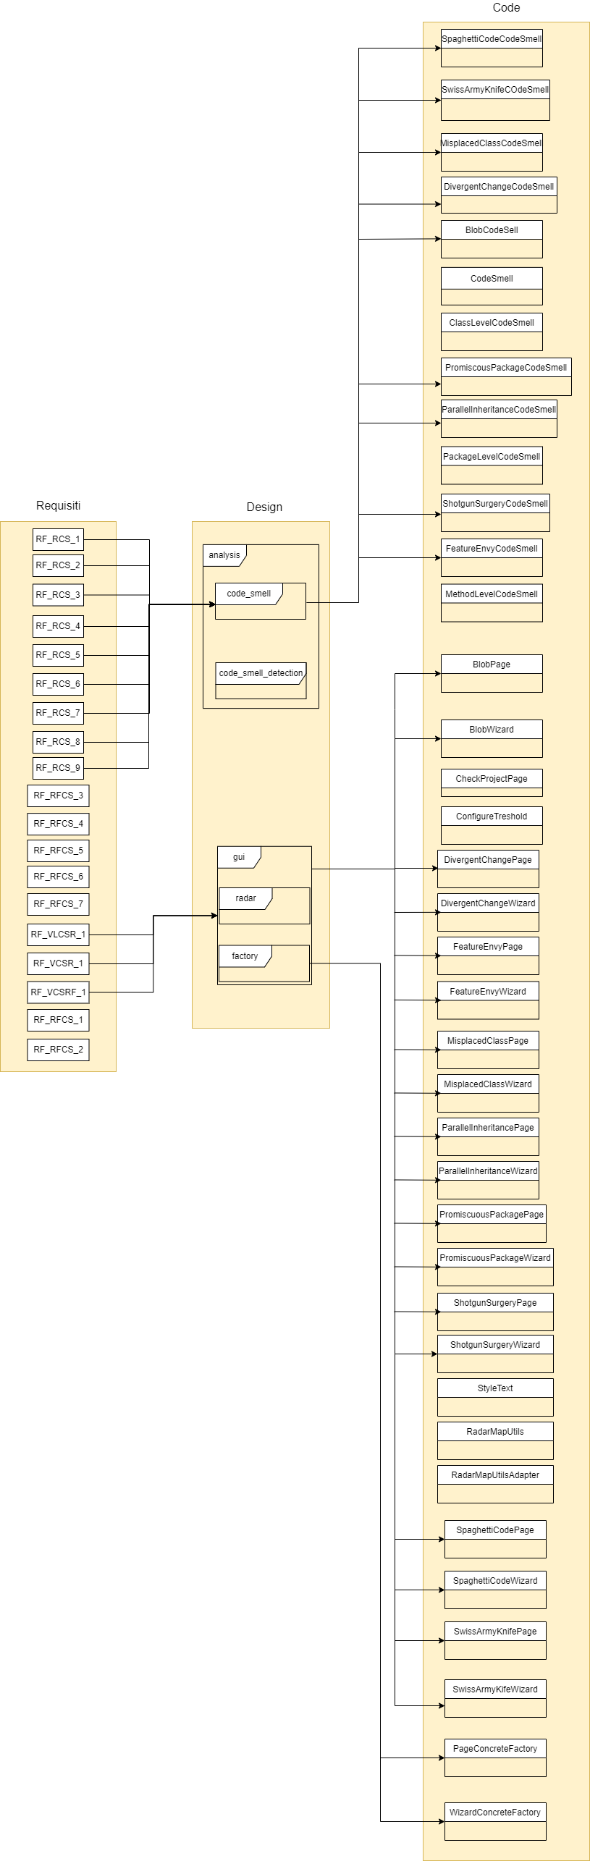 Code
SpaghettiCodeCodeSmell
SwissArmyKnifeCOdeSmell
MisplacedClassCodeSmell
DivergentChangeCodeSmell
BlobCodeSell
CodeSmell
ClassLevelCodeSmell
PromiscousPackageCodeSmell
ParallelInheritanceCodeSmell
PackageLevelCodeSmell
ShotgunSurgeryCodeSmell
FeatureEnvyCodeSmell
MethodLevelCodeSmell
BlobPage
BlobWizard
CheckProjectPage
ConfigureTreshold
DivergentChangePage
DivergentChangeWizard
FeatureEnvyPage
FeatureEnvyWizard
MisplacedClassPage
MisplacedClassWizard
ParallelInheritancePage
ParallelInheritanceWizard
PromiscuousPackagePage
PromiscuousPackageWizard
ShotgunSurgeryPage
ShotgunSurgeryWizard
StyleText
RadarMapUtils
RadarMapUtilsAdapter
SpaghettiCodePage
SpaghettiCodeWizard
SwissArmyKnifePage
SwissArmyKifeWizard
PageConcreteFactory
WizardConcreteFactory
Requisiti
RF_RCS_1
RF_RCS_2
RF_RCS_3
RF_RCS_4
RF_RCS_5
RF_RCS_6
RF_RCS_7
RF_RCS_8
RF_RCS_9
RF_RFCS_3
RF_RFCS_4
RF_RFCS_5
RF_RFCS_6
RF_RFCS_7
RF_VLCSR_1
RF_VCSR_1
RF_VCSRF_1
RF_RFCS_1
RF_RFCS_2
Design
analysis
code_smell
code_smell_detection
gui
radar
factory